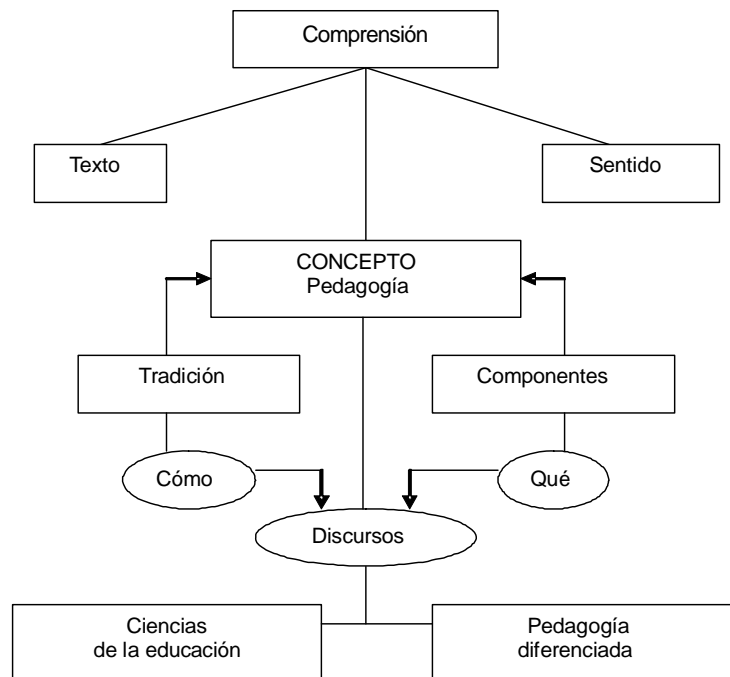 Comprensión
Texto
Sentido
CONCEPTO
Pedagogía
Tradición
Componentes
Cómo
Qué
Discursos
Ciencias
de la educación
Pedagogía
diferenciada